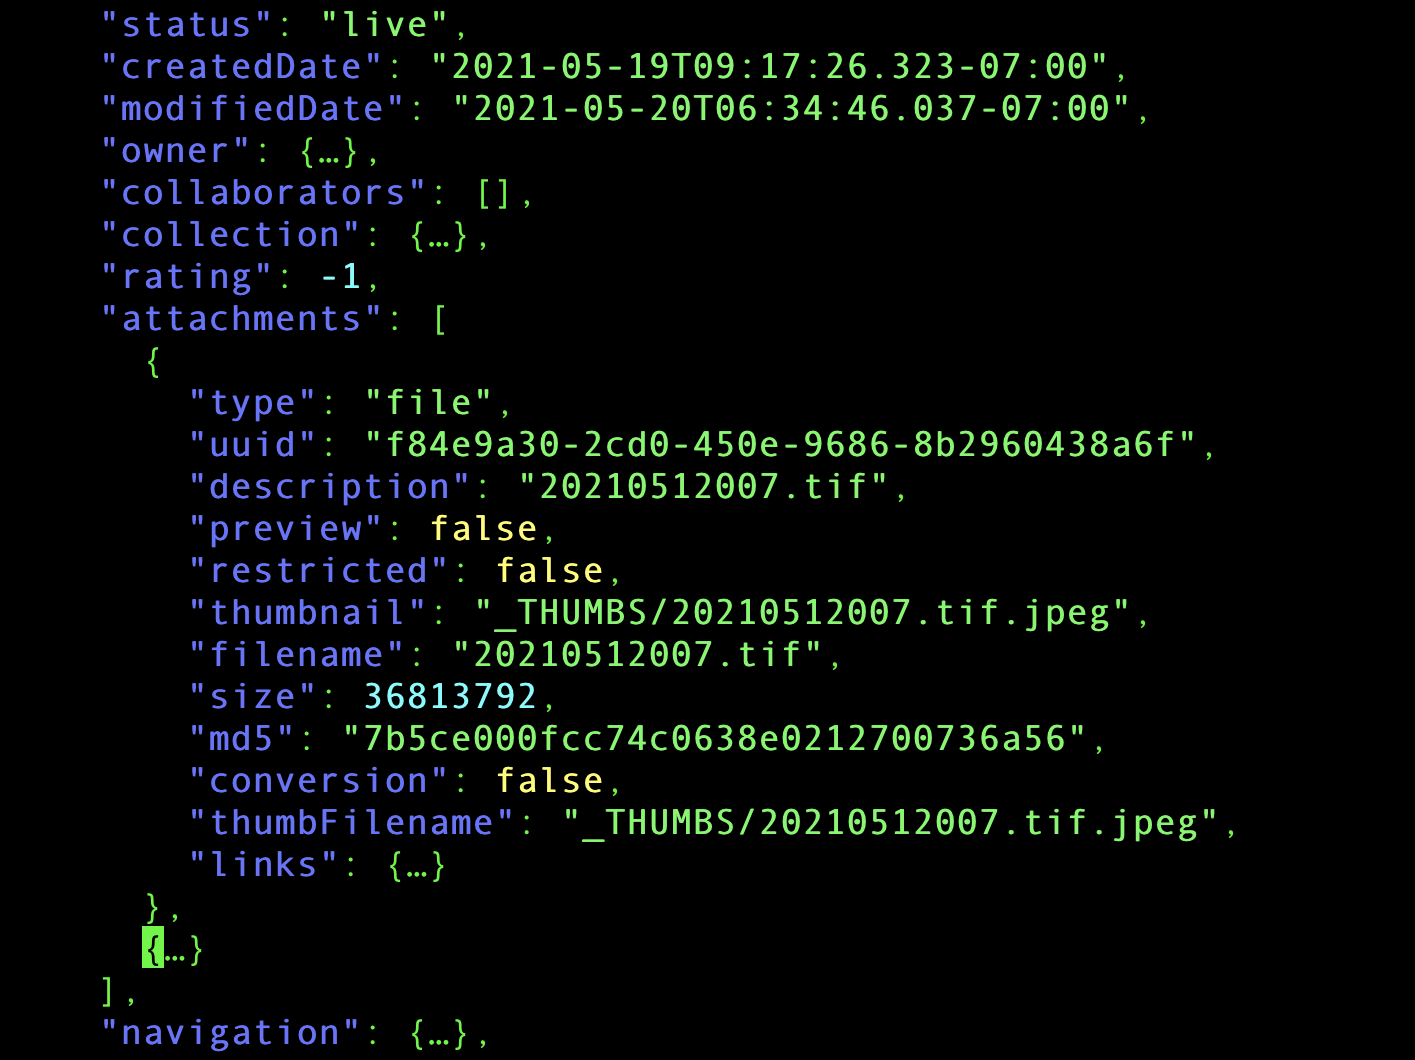 "status": "live",
"createdDate": "2021-05-19T09:17:26.323-07:00",
"modifiedDate": "2021-05-20T06:34:46.037-07:00",
"owner": {…},
"collaborators": [],
"collection": {…},
"rating": -1,
"attachments": [
{
"type": "file",
"uuid": "f84e9a30-2cd0-450e-9686-8b2960438a6f",
"description": "20210512007.tif",
"preview": false,
"restricted": false,
"thumbnail": "_THUMBS/20210512007.tif.jpeg",
"filename": "20210512007.tif",
"size": 36813792,
"md5": "7b5ce000fcc74c0638e0212700736a56",
"conversion": false,
"thumbFilename": "_THUMBS/20210512007.tif.jpeg",
"links": {…}
},
{…}
],
"navigation": {…},